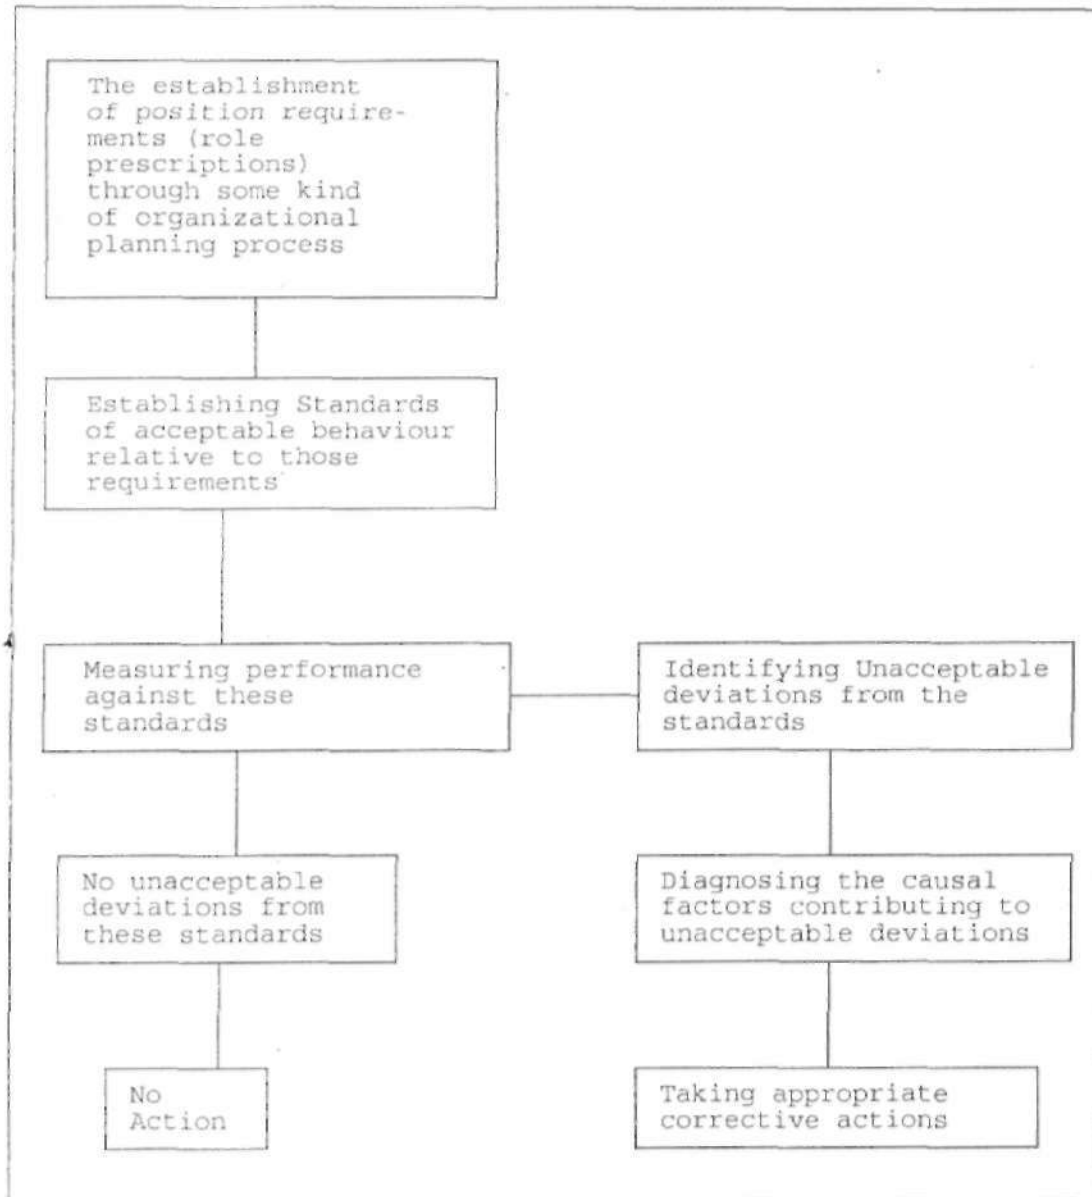 The establishment
of position require-
ments (role
prescriptions)
through some kind
of organizational
planning process
Establishing Standards
of acceptable behaviour
relative to those
requirements
Measuring performance
against these
standards
Identifying Unacceptable
deviations from the
standards
No unacceptable
deviations from
these standards
Diagnosing the causal
factors contributing to
unacceptable deviations
No
Action
Taking appropriate
corrective actions